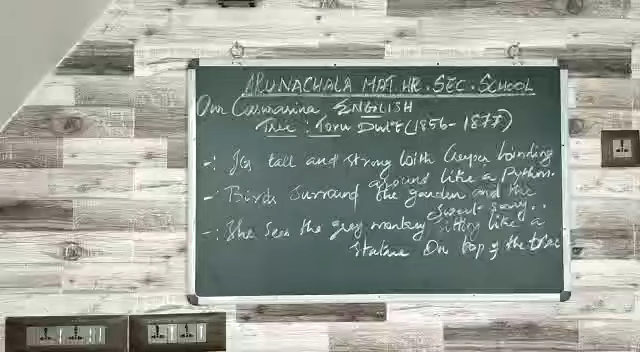 ARUNACHALA MAT. HR. SEC. SCHOOL
Our Casuarina ENGLISH
Tree : Toru Dutt (1856-1877)
-: Its tall and strong with Creeper binding
around like a Python.
- Birds surround the garden and the
sweet song..
-: She sees the grey monkey sitting like a
Statue On top of the tree